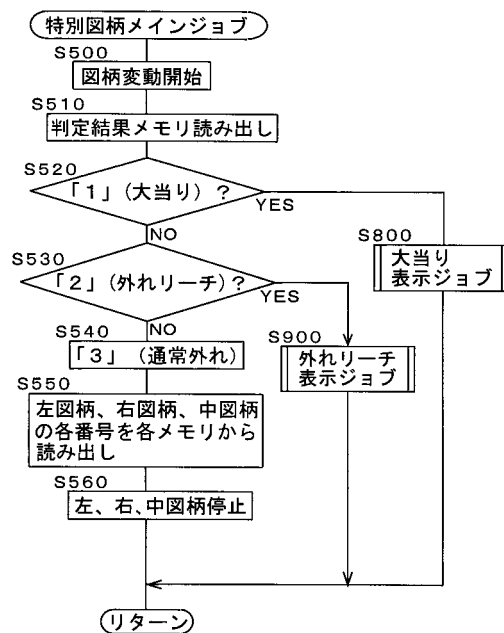 特別図柄メインジョブ
S500
図柄変動開始
S510
判定結果メモリ読み出し
S520
「1」(大当り)?
YES
NO
S530
「2」(外れリーチ)?
YES
NO
S800
大当り
表示ジョブ
S900
外れリーチ
表示ジョブ
S540
「3」(通常外れ)
S550
左図柄、右図柄、中図柄
の各番号を各メモリから
読み出し
S560
左、右、中図柄停止
リターン